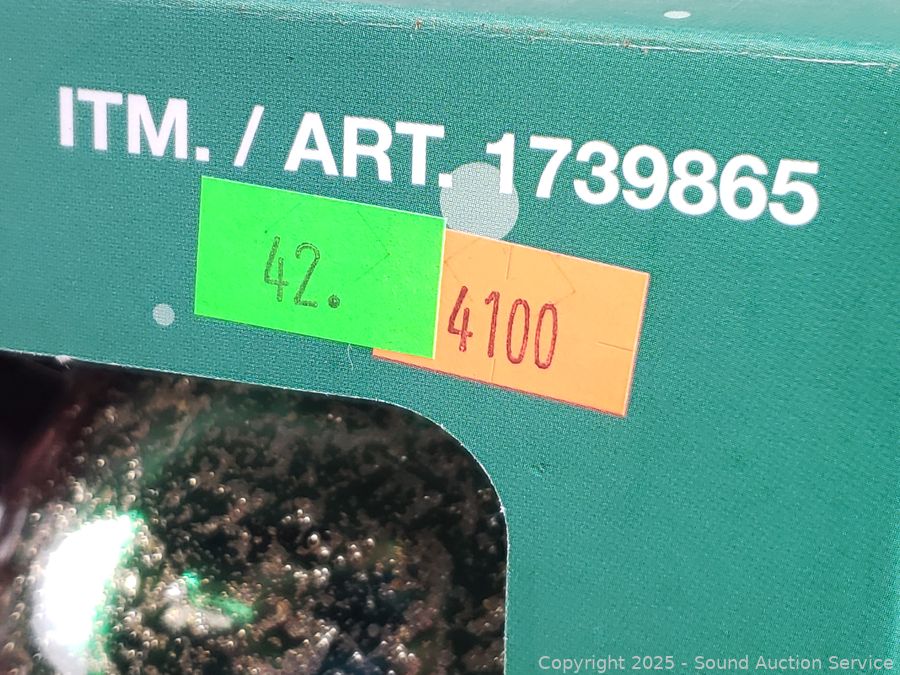 ITM. / ART. 1739865
42.
4100
Copyright 2025 - Sound Auction Service